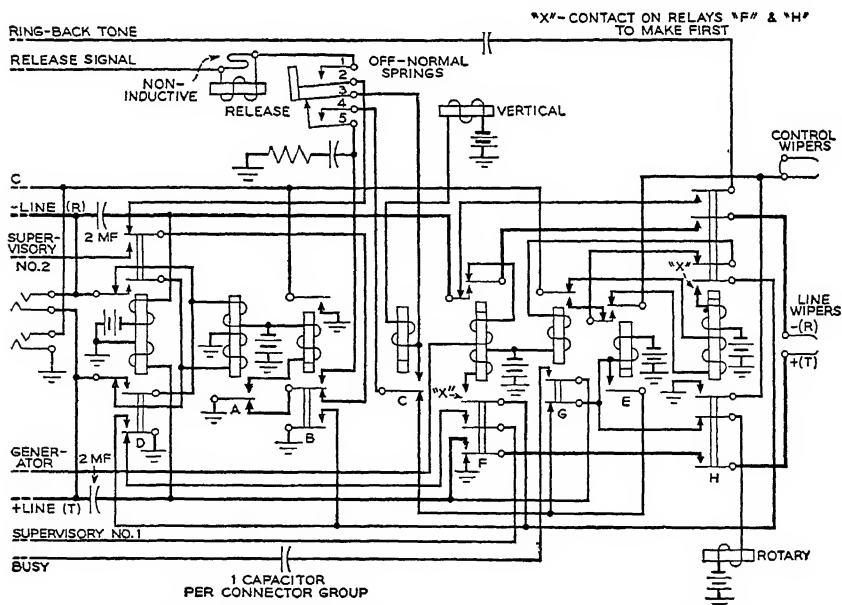 "X"-CONTACT ON RELAYS "F" & "H"
TO MAKE FIRST
RING-BACK TONE
RELEASE SIGNAL
NON-
INDUCTIVE
RELEASE
1
2
3
4
5
OFF-NORMAL
SPRINGS
VERTICAL
CONTROL
WIPERS
C
-LINE (R)
2 MF
SUPER-
VISORY
NO.2
"X"
LINE
WIPERS
-(R)
+(T)
A
B
C
D
"X"
E
F
G
H
GENER-
ATOR
2 MF
+LINE (T)
SUPERVISORY NO.1
BUSY
1 CAPACITOR
PER CONNECTOR GROUP
ROTARY